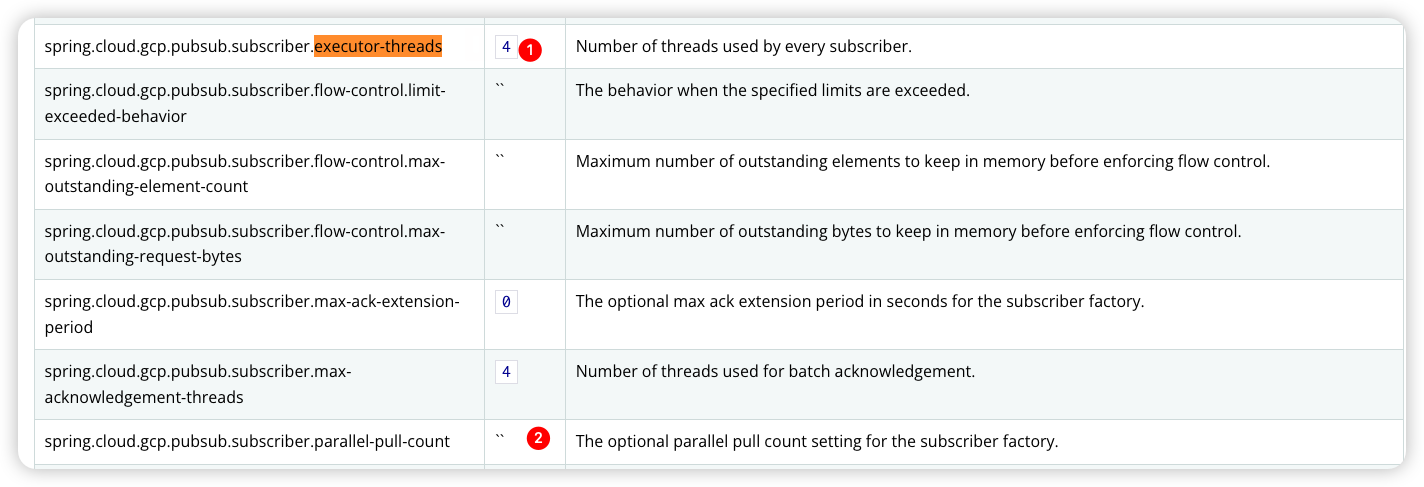 spring.cloud.gcp.pubsub.subscriber.executor-threads 4 1 Number of threads used by every subscriber.
spring.cloud.gcp.pubsub.subscriber.flow-control.limit- `` The behavior when the specified limits are exceeded.
exceeded-behavior
spring.cloud.gcp.pubsub.subscriber.flow-control.max- `` Maximum number of outstanding elements to keep in memory before enforcing flow control.
outstanding-element-count
spring.cloud.gcp.pubsub.subscriber.flow-control.max- `` Maximum number of outstanding bytes to keep in memory before enforcing flow control.
outstanding-request-bytes
spring.cloud.gcp.pubsub.subscriber.max-ack-extension- 0 The optional max ack extension period in seconds for the subscriber factory.
period
spring.cloud.gcp.pubsub.subscriber.max- 4 Number of threads used for batch acknowledgement.
acknowledgement-threads
spring.cloud.gcp.pubsub.subscriber.parallel-pull-count `` 2 The optional parallel pull count setting for the subscriber factory.